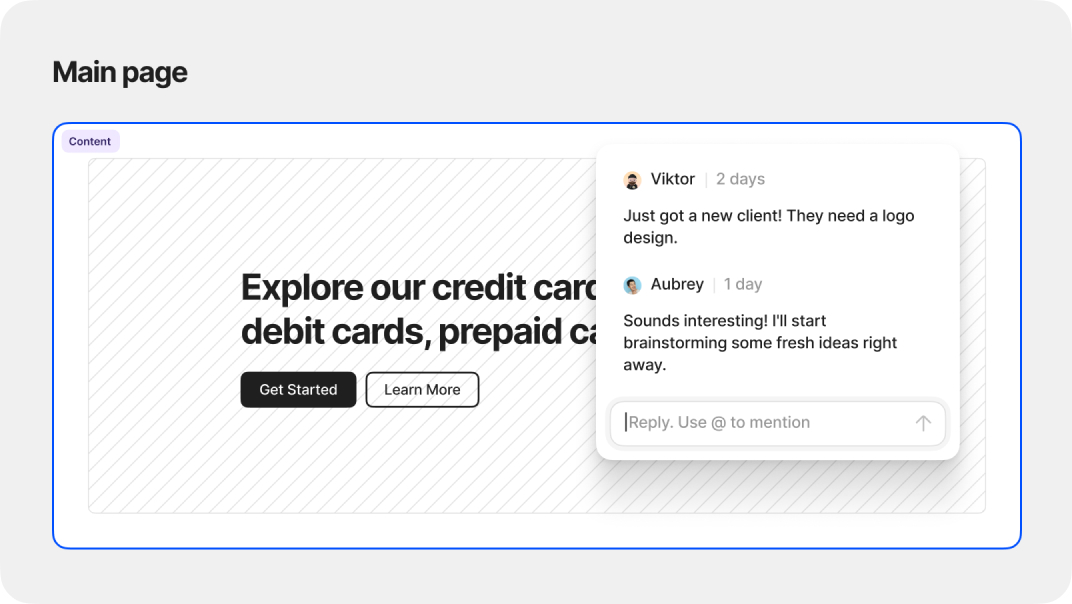 Main page
Content
Explore our credit card
debit cards, prepaid ca
Get Started
Learn More
Viktor
2 days
Just got a new client! They need a logo
design.
Aubrey
1 day
Sounds interesting! I'll start
brainstorming some fresh ideas right
away.
Reply. Use @ to mention